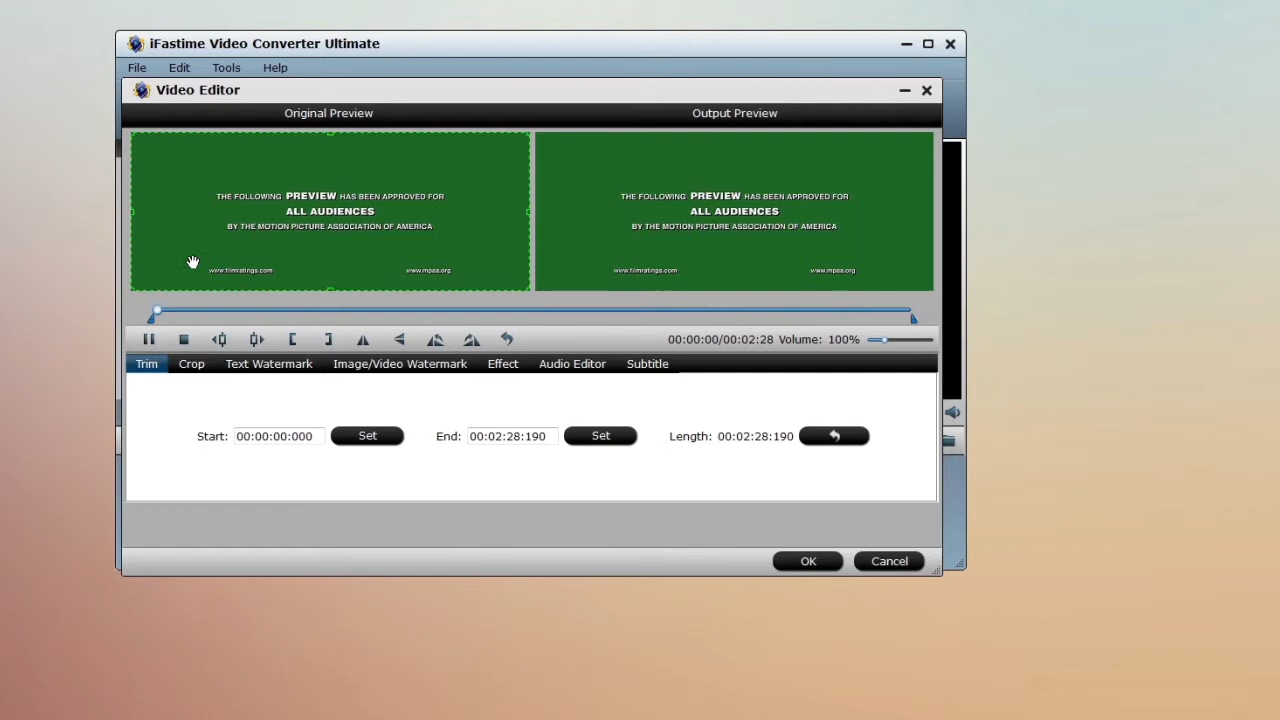 iFastime Video Converter Ultimate
File Edit Tools Help
Video Editor
Original Preview Output Preview
THE FOLLOWING PREVIEW HAS BEEN APPROVED FOR
ALL AUDIENCES
BY THE MOTION PICTURE ASSOCIATION OF AMERICA
www.filmratings.com www.mpaa.org
THE FOLLOWING PREVIEW HAS BEEN APPROVED FOR
ALL AUDIENCES
BY THE MOTION PICTURE ASSOCIATION OF AMERICA
www.filmratings.com www.mpaa.org
00:00:00/00:02:28 Volume: 100%
Trim Crop Text Watermark Image/Video Watermark Effect Audio Editor Subtitle
Start: 00:00:00:000 Set End: 00:02:28:190 Set Length: 00:02:28:190
OK Cancel